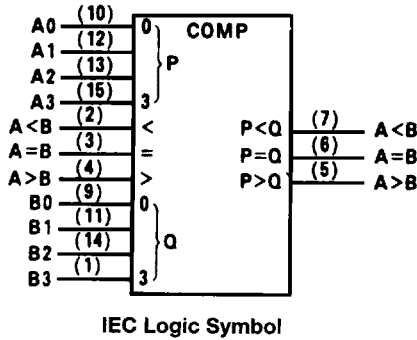 A0 (10) 0 COMP
A1 (12)
A2 (13) P
A3 (15) 3
A<B (2) < P<Q (7) A<B
A=B (3) = P=Q (6) A=B
A>B (4) > P>Q (5) A>B
B0 (9) 0
B1 (11)
B2 (14) Q
B3 (1) 3
IEC Logic Symbol